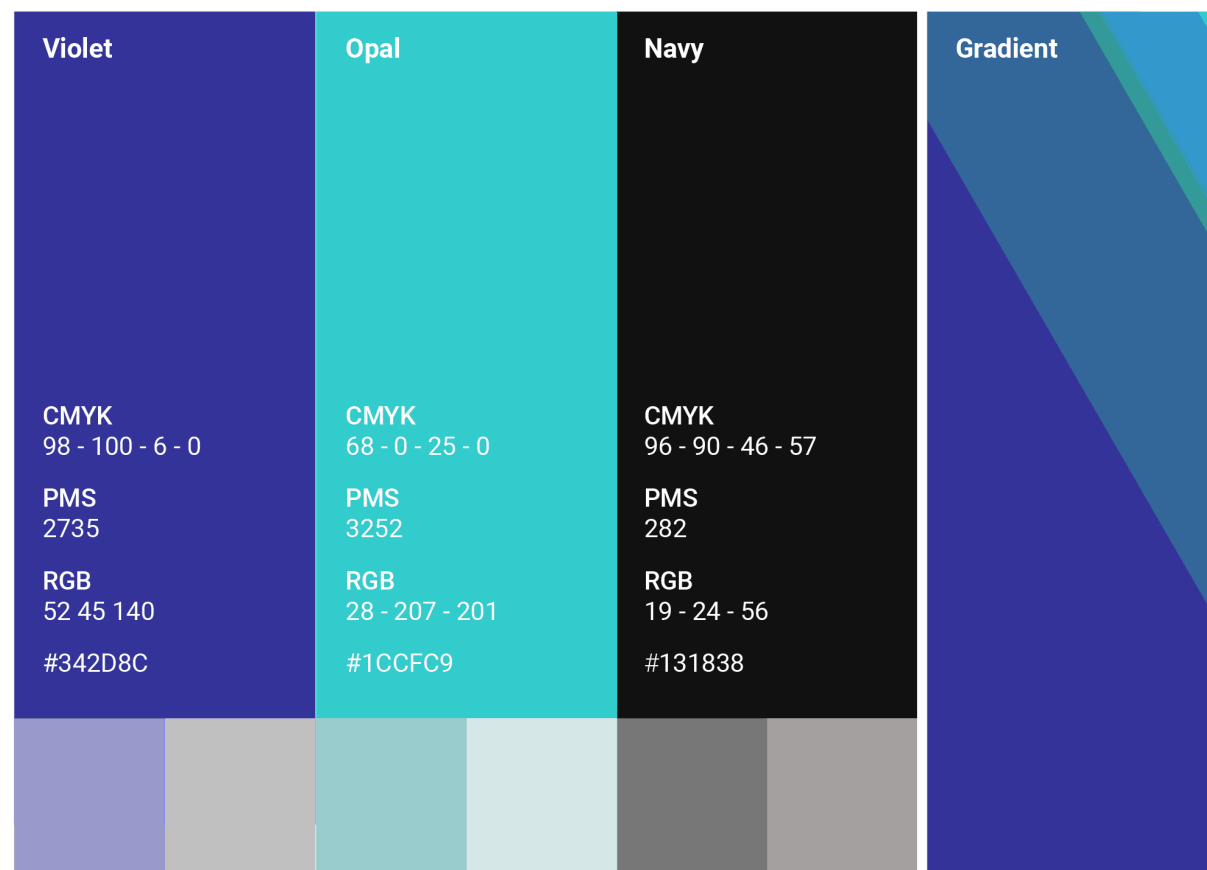 Violet
CMYK
98 - 100 - 6 - 0
PMS
2735
RGB
52 45 140
#342D8C
Opal
CMYK
68 - 0 - 25 - 0
PMS
3252
RGB
28 - 207 - 201
#1CCFC9
Navy
CMYK
96 - 90 - 46 - 57
PMS
282
RGB
19 - 24 - 56
#131838
Gradient